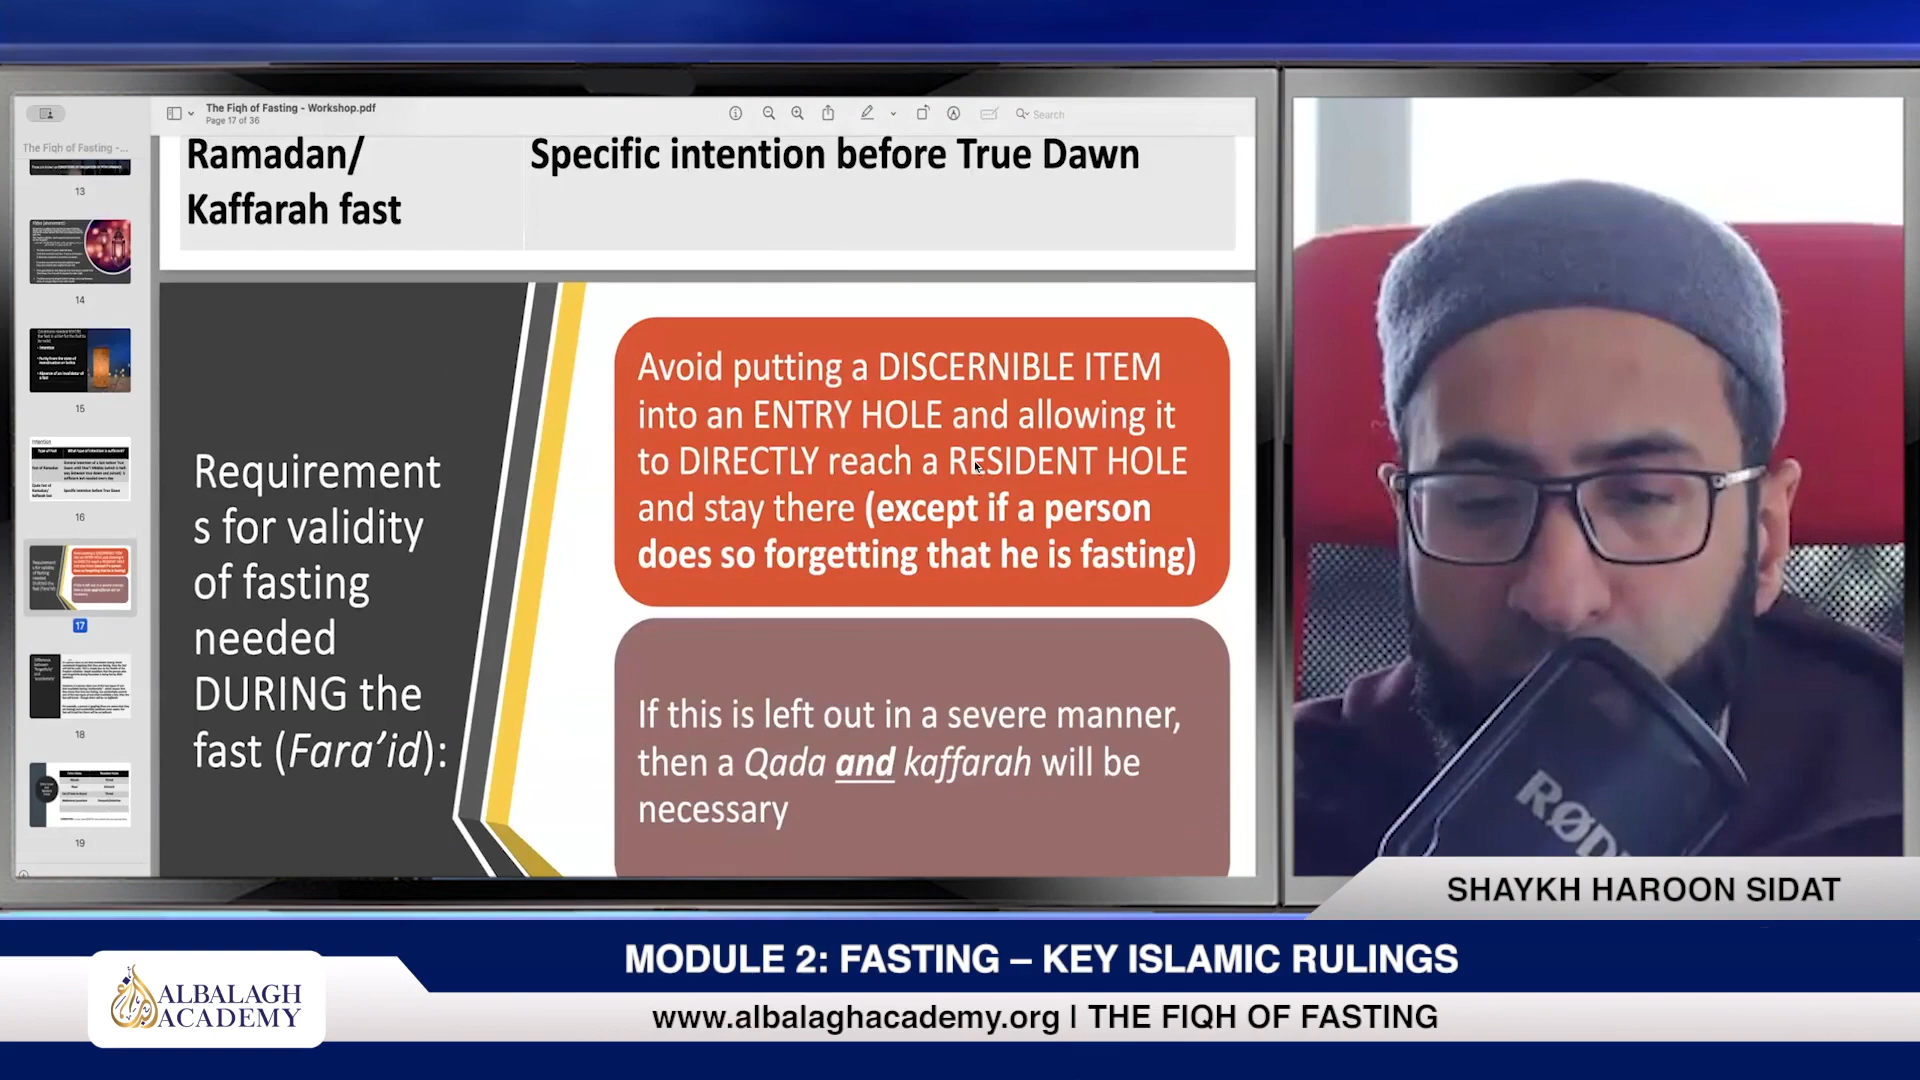 The Fiqh of Fasting - Workshop.pdf
Page 17 of 36
Search
The Fiqh of Fasting -...
13
14
15
16
17
18
19
Ramadan/
Kaffarah fast
Specific intention before True Dawn
Requirement
s for validity
of fasting
needed
DURING the
fast (Fara'id):
Avoid putting a DISCERNIBLE ITEM
into an ENTRY HOLE and allowing it
to DIRECTLY reach a RESIDENT HOLE
and stay there (except if a person
does so forgetting that he is fasting)
If this is left out in a severe manner,
then a Qada and kaffarah will be
necessary
RØD
SHAYKH HAROON SIDAT
MODULE 2: FASTING – KEY ISLAMIC RULINGS
www.albalaghacademy.org | THE FIQH OF FASTING
ALBALAGH
ACADEMY